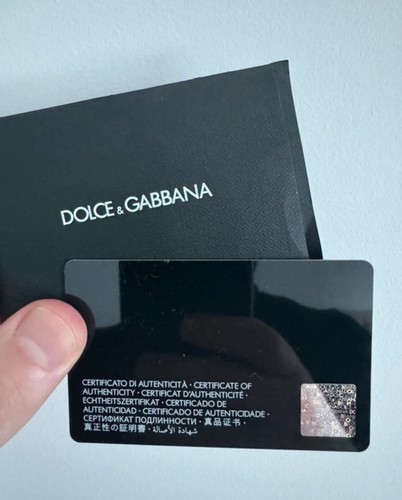 DOLCE & GABBANA
CERTIFICATO DI AUTENTICITÀ · CERTIFICATE OF
AUTHENTICITY · CERTIFICAT D'AUTHENTICITÉ ·
ECHTHEITSZERTIFIKAT · CERTIFICADO DE
AUTENTICIDAD · CERTIFICADO DE AUTENTICIDADE ·
СЕРТИФИКАТ ПОДЛИННОСТИ · 真品证书 ·
真正性の証明書 · شهادة الأصالة